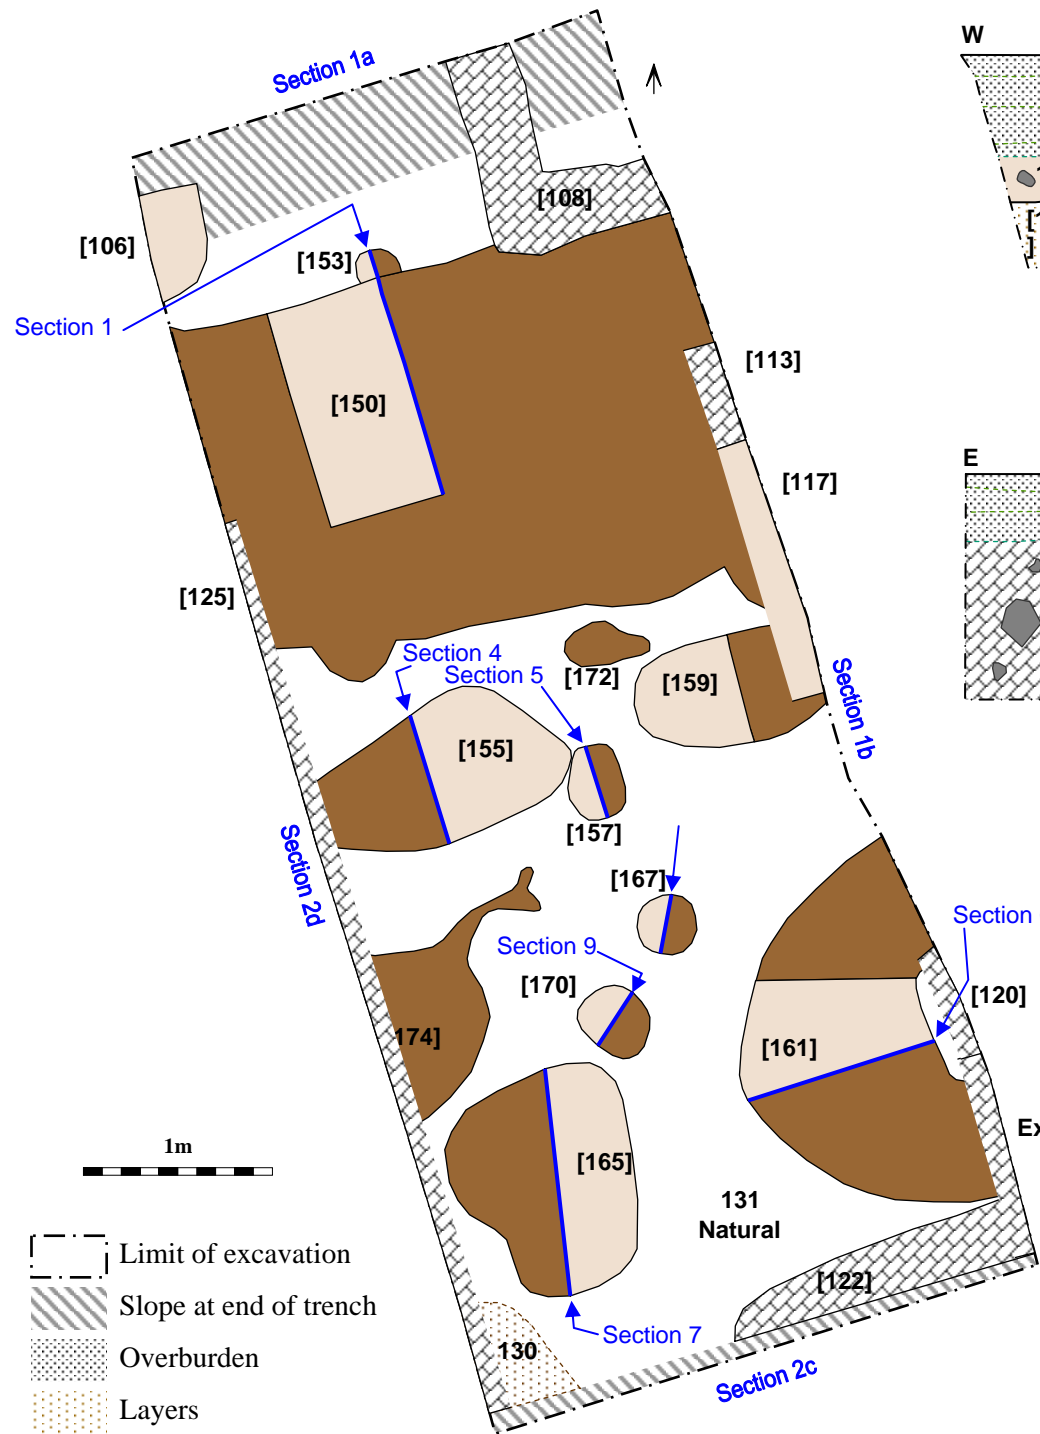 W
Section 1a
[108]
[1
]
[106]
[153]
Section 1
[113]
[150]
E
[117]
[125]
Section 4
Section 5
[172]
[159]
Section 1b
[155]
[157]
Section 2d
[167]
Section
Section 9
[170]
[120]
174]
[161]
Ex
1m
[165]
131
Natural
Limit of excavation
[122]
Slope at end of trench
Section 7
130
Overburden
Section 2c
Layers